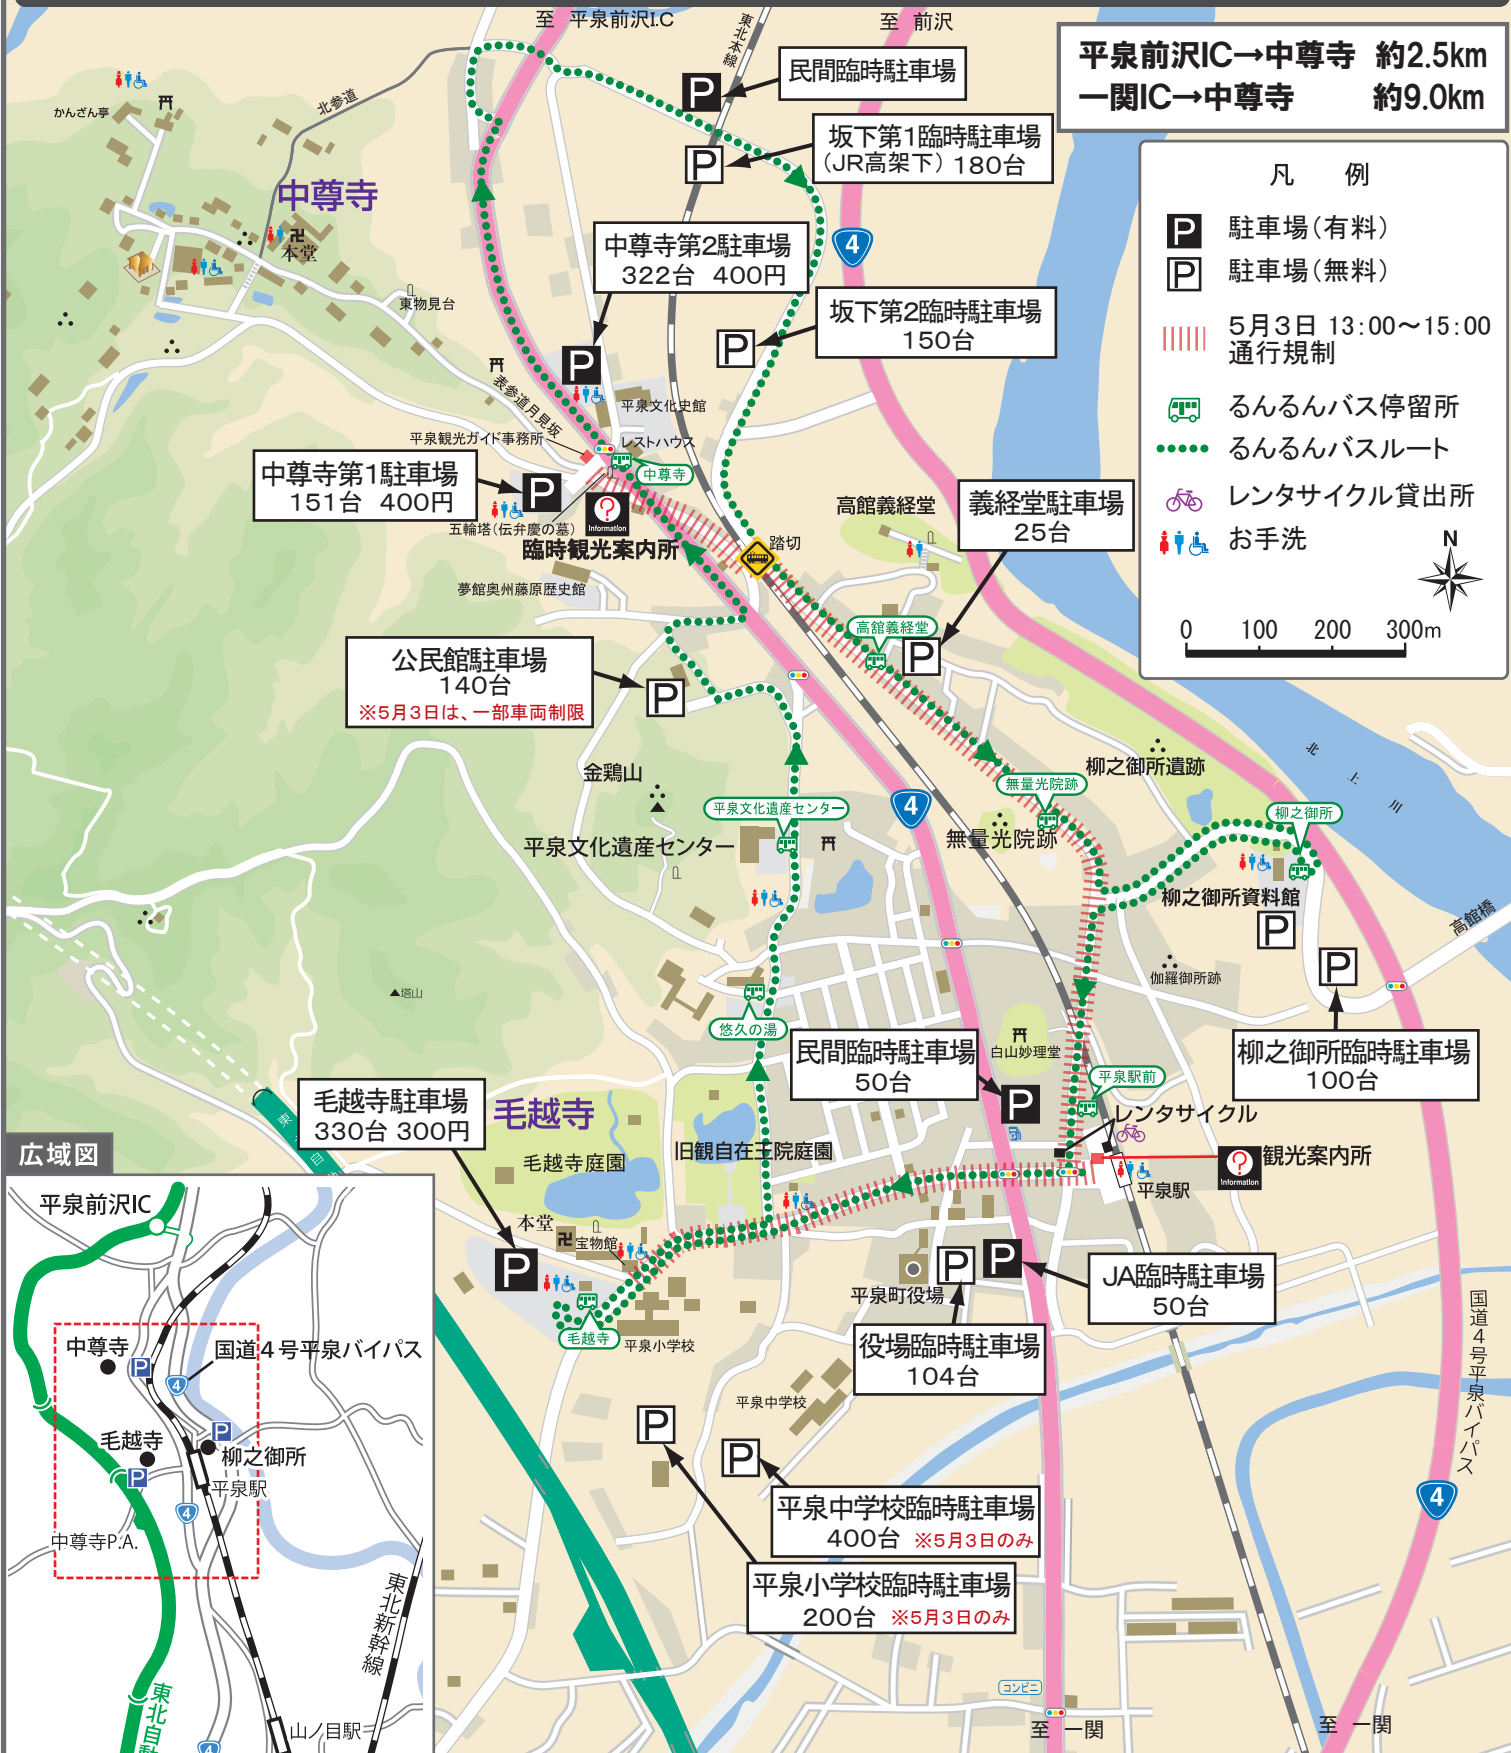 至 平泉前沢I.C
東北本線
至 前沢
平泉前沢IC→中尊寺 約2.5km
一関IC→中尊寺 約9.0km
民間臨時駐車場
P
坂下第1臨時駐車場
(JR高架下) 180台
P
凡 例
P 駐車場(有料)
P 駐車場(無料)
5月3日 13:00～15:00
通行規制
るんるんバス停留所
るんるんバスルート
レンタサイクル貸出所
お手洗
N
0 100 200 300m
かんざん亭
北参道
中尊寺
本堂
東物見台
中尊寺第2駐車場
322台 400円
P
4
坂下第2臨時駐車場
150台
P
表参道月見坂
平泉文化史館
平泉観光ガイド事務所
レストハウス
中尊寺
中尊寺第1駐車場
151台 400円
P
五輪塔(伝弁慶の墓)
?
Information
臨時観光案内所
踏切
高館義経堂
義経堂駐車場
25台
夢館奥州藤原歴史館
高舘義経堂
P
公民館駐車場
140台
※5月3日は、一部車両制限
P
金鶏山
平泉文化遺産センター
平泉文化遺産センター
4
無量光院跡
無量光院跡
柳之御所遺跡
北上川
柳之御所
柳之御所資料館
P
高館橋
P
伽羅御所跡
塔山
悠久の湯
白山妙理堂
民間臨時駐車場
50台
P
柳之御所臨時駐車場
100台
平泉駅前
レンタサイクル
毛越寺駐車場
330台 300円
毛越寺
毛越寺庭園
旧観自在王院庭園
?
Information
観光案内所
平泉駅
本堂
宝物館
P
毛越寺
平泉小学校
平泉町役場
P
P
JA臨時駐車場
50台
役場臨時駐車場
104台
国道4号平泉バイパス
平泉中学校
P
P
平泉中学校臨時駐車場
400台 ※5月3日のみ
平泉小学校臨時駐車場
200台 ※5月3日のみ
4
コンビニ
至 一関
至 一関
東
自
広域図
平泉前沢IC
中尊寺
P
国道4号平泉バイパス
4
P
毛越寺
柳之御所
P
平泉駅
4
中尊寺P.A.
東北新幹線
東北自動
山ノ目駅
4